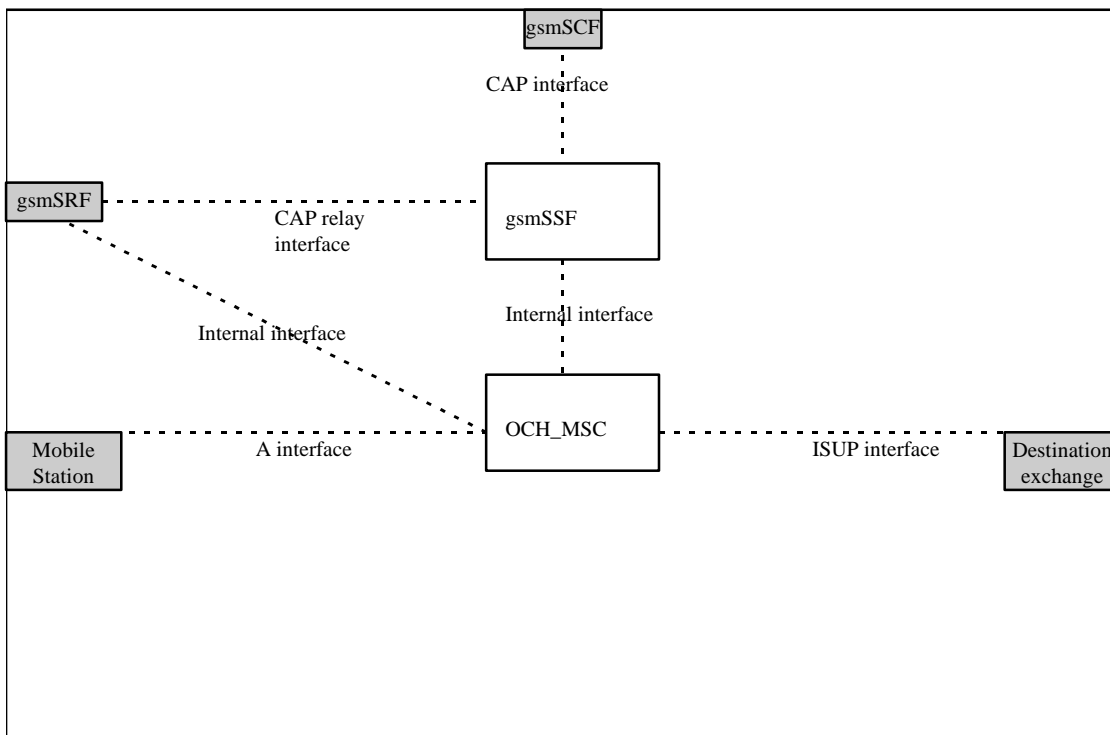 gsmSCF
CAP interface
gsmSRF
CAP relay
interface
gsmSSF
Internal interface
Internal interface
OCH_MSC
Mobile
Station
A interface
ISUP interface
Destination
exchange